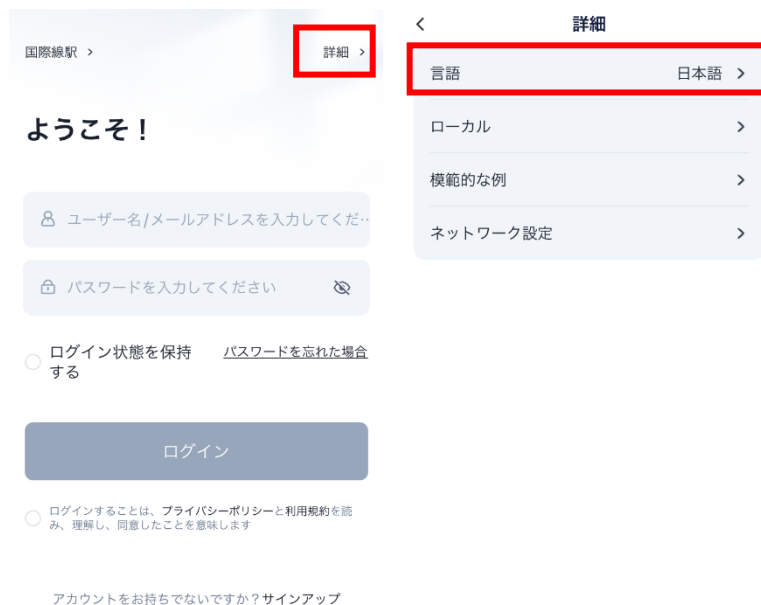 国際線駅 >
詳細 >
ようこそ！
ユーザー名/メールアドレスを入力してくだ…
パスワードを入力してください
ログイン状態を保持
する
パスワードを忘れた場合
ログイン
ログインすることは、プライバシーポリシーと利用規約を読
み、理解し、同意したことを意味します
アカウントをお持ちでないですか？サインアップ
< 詳細
言語 日本語 >
ローカル >
模範的な例 >
ネットワーク設定 >